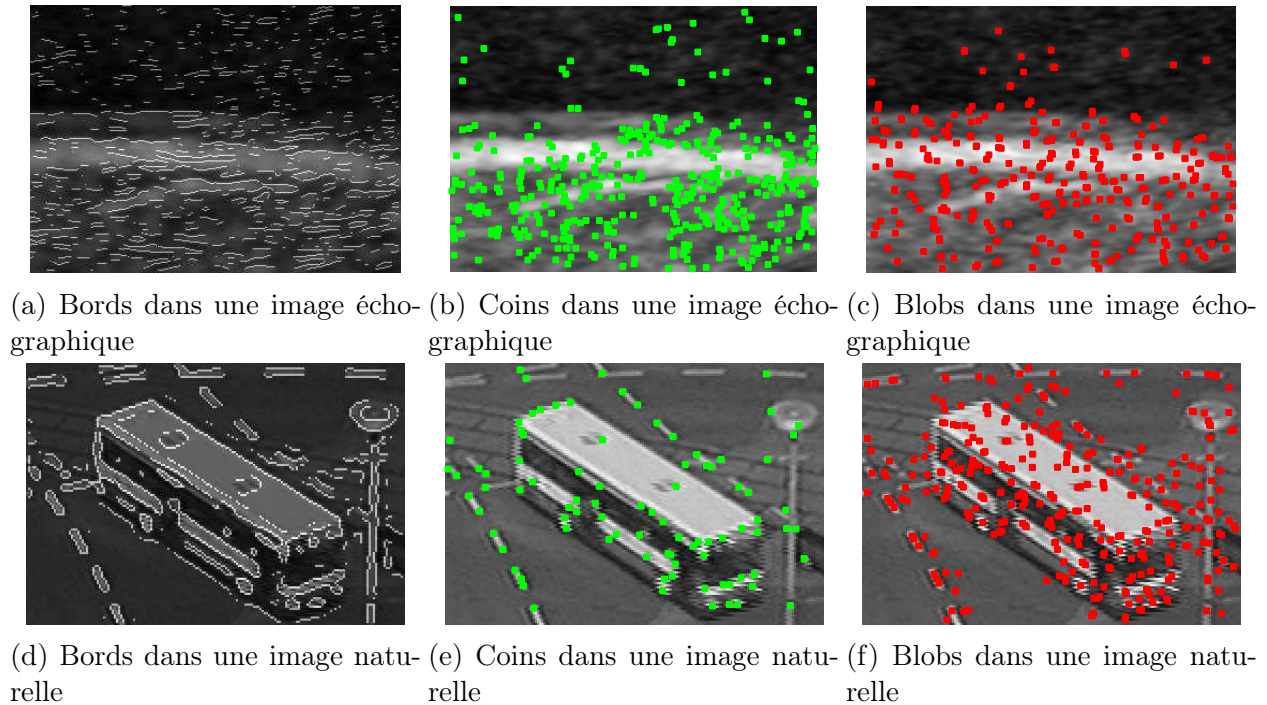 (a) Bords dans une image écho-
graphique
(b) Coins dans une image écho-
graphique
(c) Blobs dans une image écho-
graphique
(d) Bords dans une image natu-
relle
(e) Coins dans une image natu-
relle
(f) Blobs dans une image natu-
relle